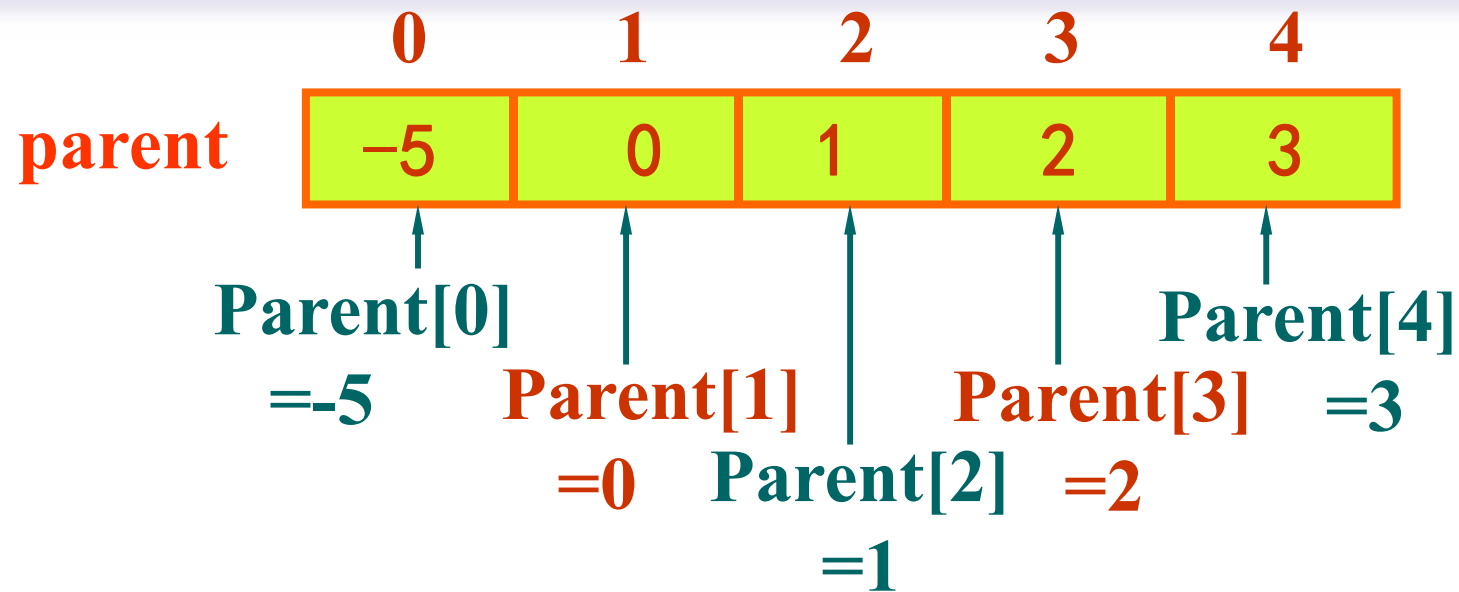 0 1 2 3 4
parent −5 0 1 2 3
Parent[0]
=-5
Parent[1]
=0
Parent[2]
=1
Parent[3]
=2
Parent[4]
=3